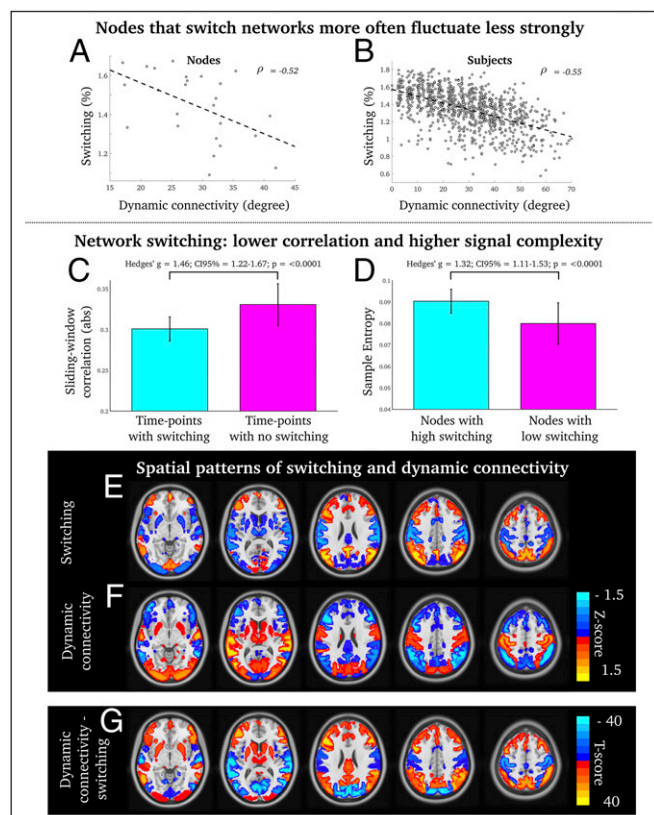 Nodes that switch networks more often fluctuate less strongly
A
Nodes
ρ = -0.52
Switching (%)
1.6
1.4
1.2
15
20
25
30
35
40
45
Dynamic connectivity (degree)
B
Subjects
ρ = -0.55
Switching (%)
1.8
1.6
1.4
1.2
1
0.8
0.6
0
10
20
30
40
50
60
70
Dynamic connectivity (degree)
Network switching: lower correlation and higher signal complexity
C
Hedges' g = 1.46; CI95% = 1.22-1.67; p = <0.0001
Sliding-window
correlation (abs)
0.35
0.3
0.25
0.2
Time-points
with switching
Time-points
with no switching
D
Hedges' g = 1.32; CI95% = 1.11-1.53; p = <0.0001
Sample Entropy
0.1
0.09
0.08
0.07
0.06
0.05
0.04
Nodes with
high switching
Nodes with
low switching
Spatial patterns of switching and dynamic connectivity
E
Switching
F
Dynamic
connectivity
- 1.5
Z-score
1.5
G
Dynamic
connectivity -
switching
- 40
T-score
40